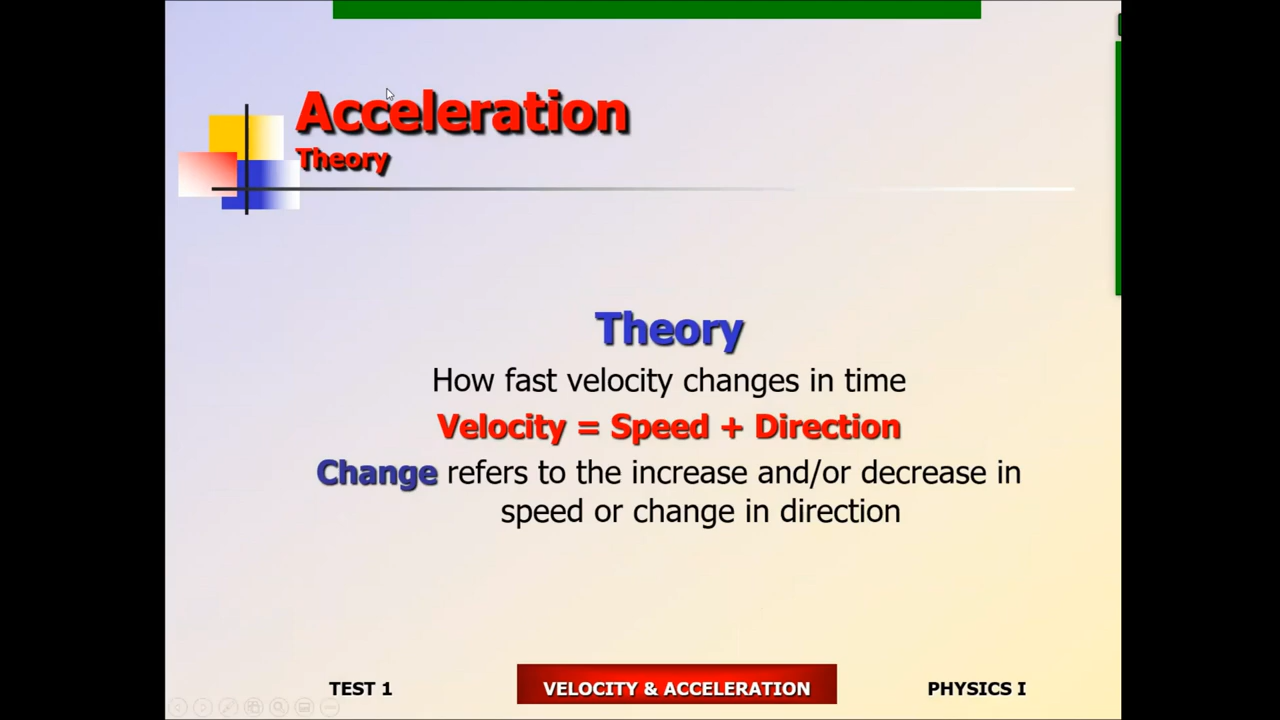 Acceleration
Theory
Theory
How fast velocity changes in time
Velocity = Speed + Direction
Change refers to the increase and/or decrease in
speed or change in direction
TEST 1
VELOCITY & ACCELERATION
PHYSICS I